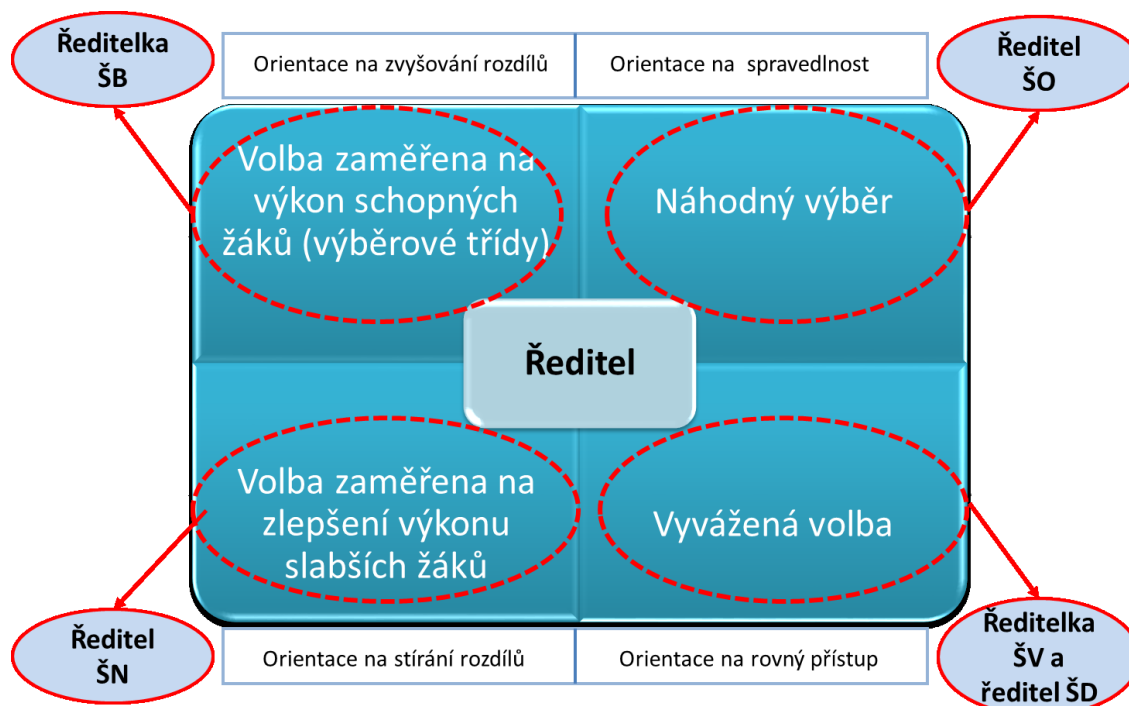 Ředitelka
ŠB
Orientace na zvyšování rozdílů
Orientace na  spravedlnost
Ředitel
ŠO
Volba zaměřena na
výkon schopných
žáků (výběrové třídy)
Náhodný výběr
Ředitel
Volba zaměřena na
zlepšení výkonu
slabších žáků
Vyvážená volba
Ředitel
ŠN
Orientace na stírání rozdílů
Orientace na rovný přístup
Ředitelka
ŠV a
ředitel ŠD